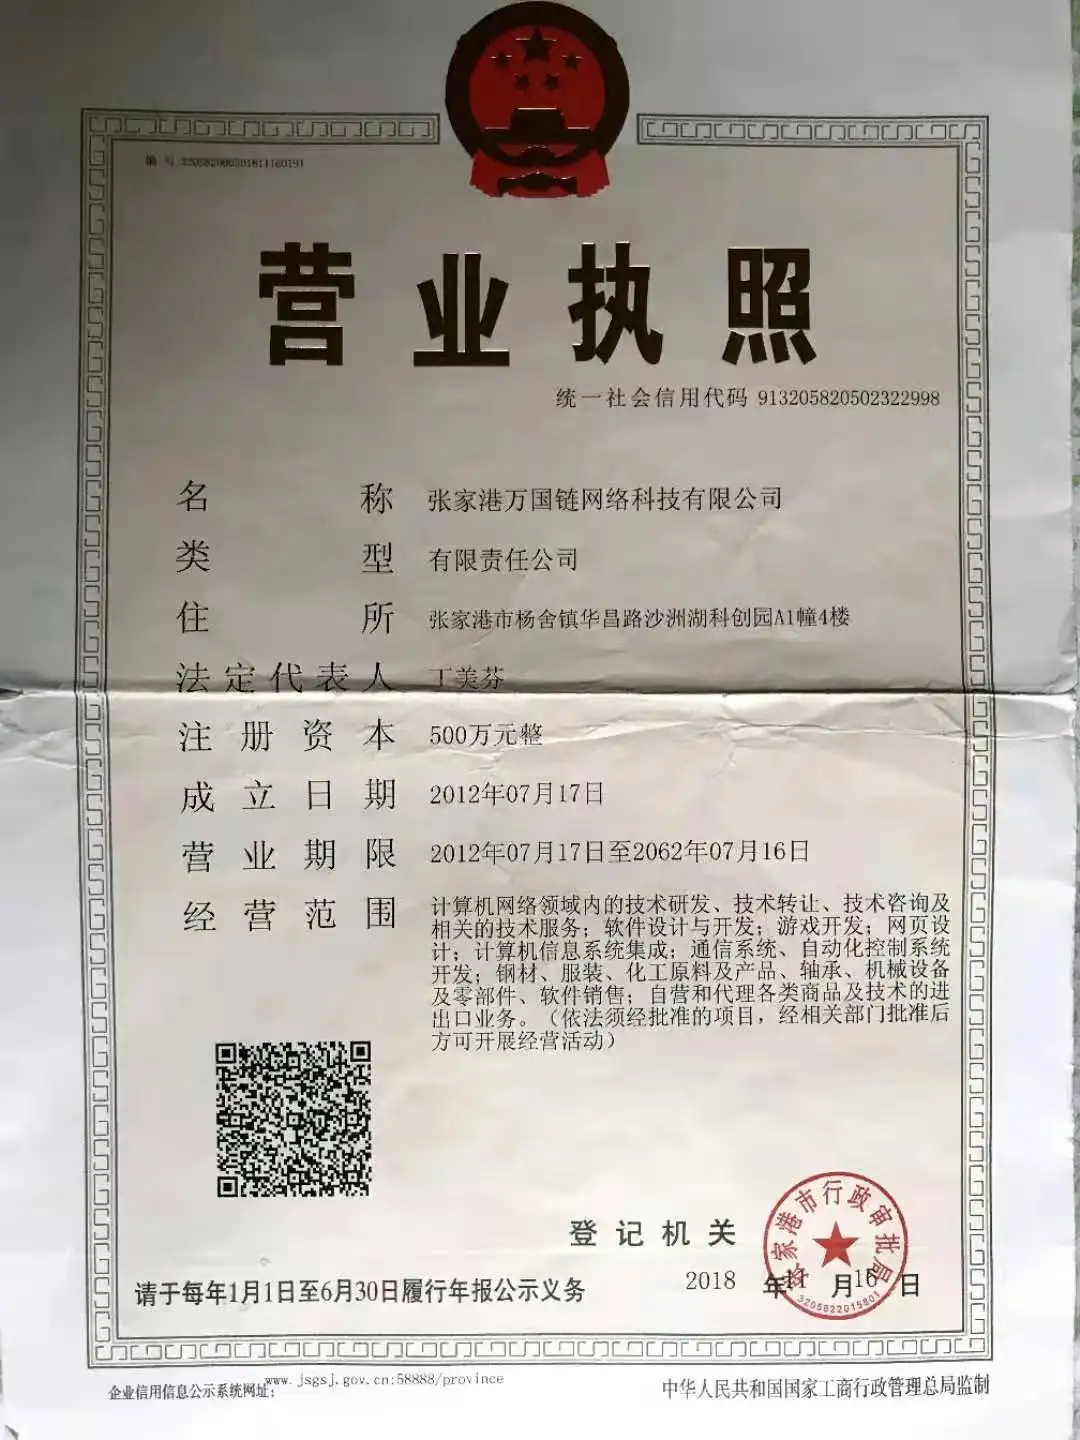 编号 320582000201811160191
营业执照
统一社会信用代码 913205820502322998
名称 张家港万国链网络科技有限公司
类型 有限责任公司
住所 张家港市杨舍镇华昌路沙洲湖科创园A1幢4楼
法定代表人 丁美芬
注册资本 500万元整
成立日期 2012年07月17日
营业期限 2012年07月17日至2062年07月16日
经营范围 计算机网络领域内的技术研发、技术转让、技术咨询及
相关的技术服务；软件设计与开发；游戏开发；网页设
计；计算机信息系统集成；通信系统、自动化控制系统
开发；钢材、服装、化工原料及产品、轴承、机械设备
及零部件、软件销售；自营和代理各类商品及技术的进
出口业务。（依法须经批准的项目，经相关部门批准后
方可开展经营活动）
登记机关
张家港市行政审批局
3205822015801
2018年11月16日
请于每年1月1日至6月30日履行年报公示义务
企业信用信息公示系统网址：www.jsgsj.gov.cn:58888/province
中华人民共和国国家工商行政管理总局监制